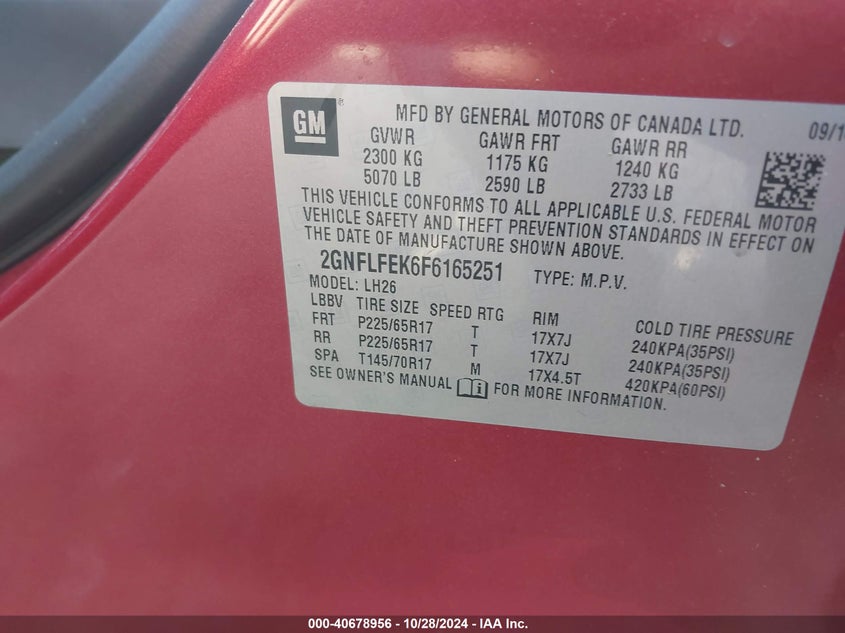 GM ®
MFD BY GENERAL MOTORS OF CANADA LTD. 09/1
GVWR GAWR FRT GAWR RR
2300 KG 1175 KG 1240 KG
5070 LB 2590 LB 2733 LB
THIS VEHICLE CONFORMS TO ALL APPLICABLE U.S. FEDERAL MOTOR
VEHICLE SAFETY AND THEFT PREVENTION STANDARDS IN EFFECT ON
THE DATE OF MANUFACTURE SHOWN ABOVE.
2GNFLFEK6F6165251 TYPE: M.P.V.
MODEL: LH26
LBBV TIRE SIZE SPEED RTG RIM COLD TIRE PRESSURE
FRT P225/65R17 T 17X7J 240KPA(35PSI)
RR P225/65R17 T 17X7J 240KPA(35PSI)
SPA T145/70R17 M 17X4.5T 420KPA(60PSI)
SEE OWNER'S MANUAL FOR MORE INFORMATION.
000-40678956 | 10/28/2024 - IAA Inc.